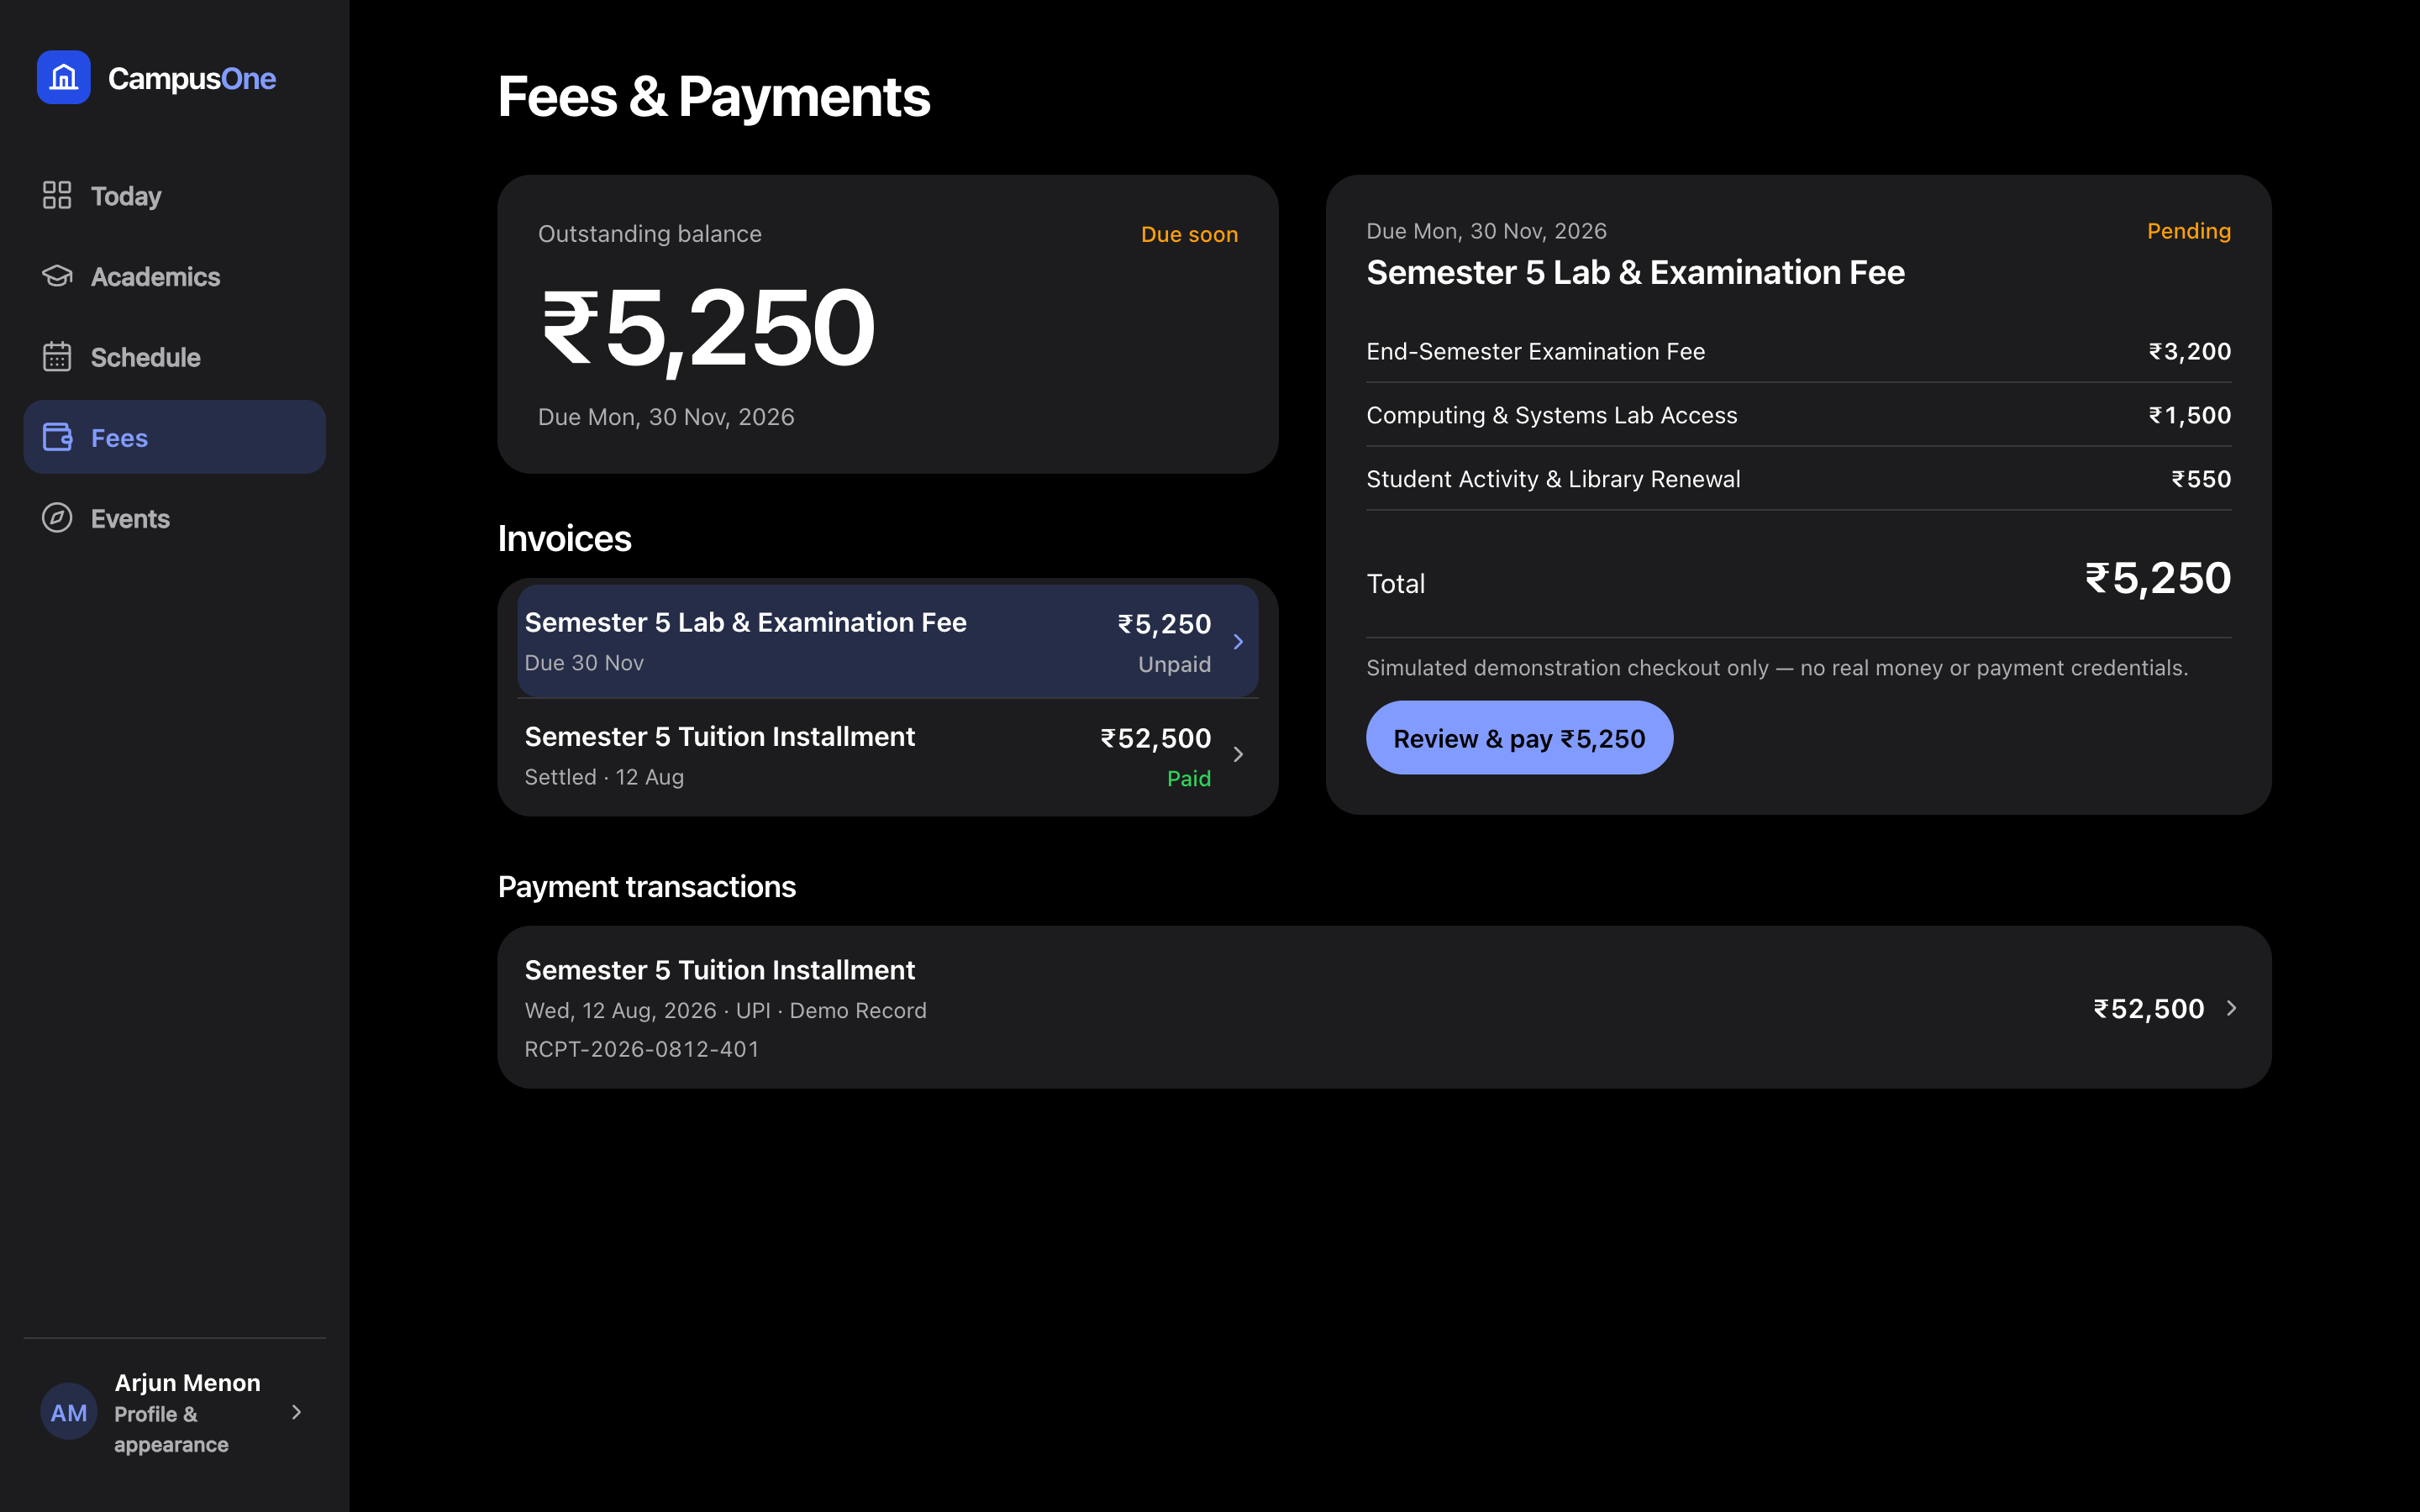 CampusOne
Today
Academics
Schedule
Fees
Events
Arjun Menon
AM
Profile &
appearance
Fees & Payments
Outstanding balance
Due soon
₹5,250
Due Mon, 30 Nov, 2026
Invoices
Semester 5 Lab & Examination Fee
₹5,250
Due 30 Nov
Unpaid
Semester 5 Tuition Installment
₹52,500
Settled · 12 Aug
Paid
Due Mon, 30 Nov, 2026
Pending
Semester 5 Lab & Examination Fee
End-Semester Examination Fee
₹3,200
Computing & Systems Lab Access
₹1,500
Student Activity & Library Renewal
₹550
Total
₹5,250
Simulated demonstration checkout only — no real money or payment credentials.
Review & pay ₹5,250
Payment transactions
Semester 5 Tuition Installment
Wed, 12 Aug, 2026 · UPI · Demo Record
RCPT-2026-0812-401
₹52,500